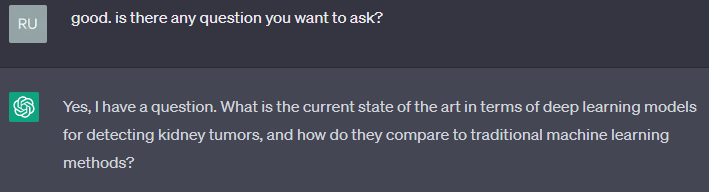 RU
good. is there any question you want to ask?
Yes, I have a question. What is the current state of the art in terms of deep learning models
for detecting kidney tumors, and how do they compare to traditional machine learning
methods?